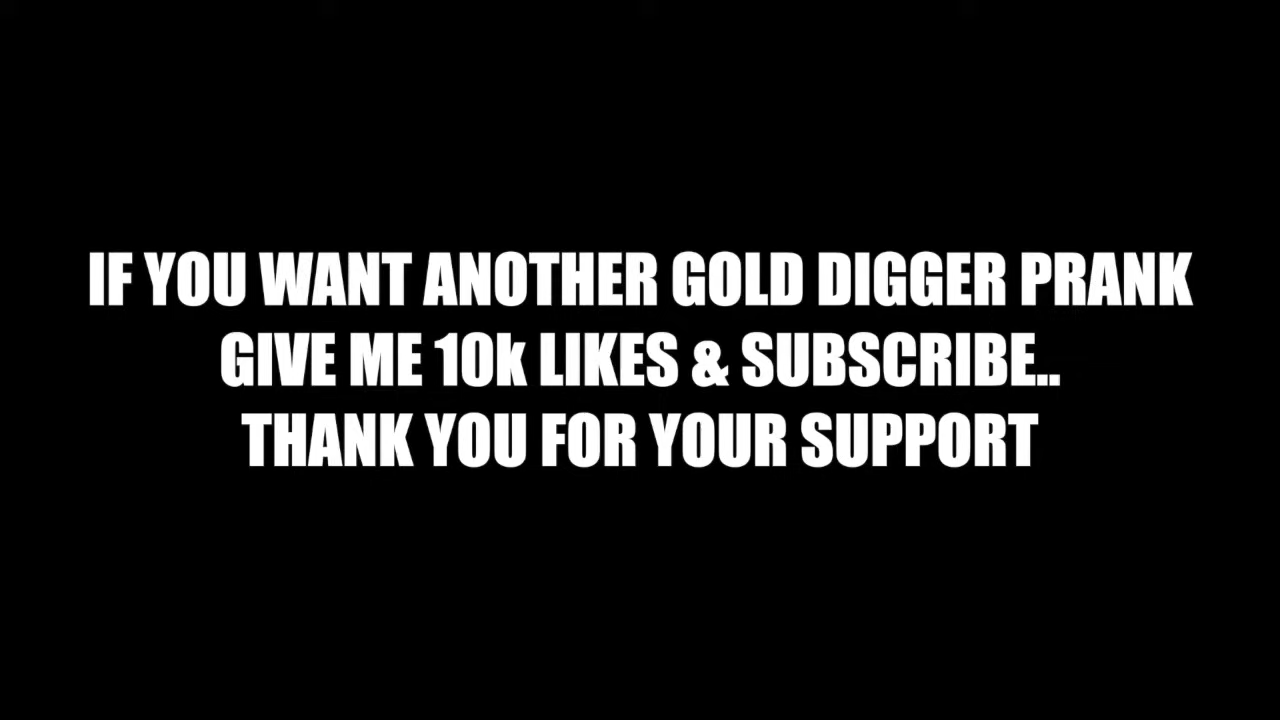 IF YOU WANT ANOTHER GOLD DIGGER PRANK
GIVE ME 10k LIKES & SUBSCRIBE..
THANK YOU FOR YOUR SUPPORT